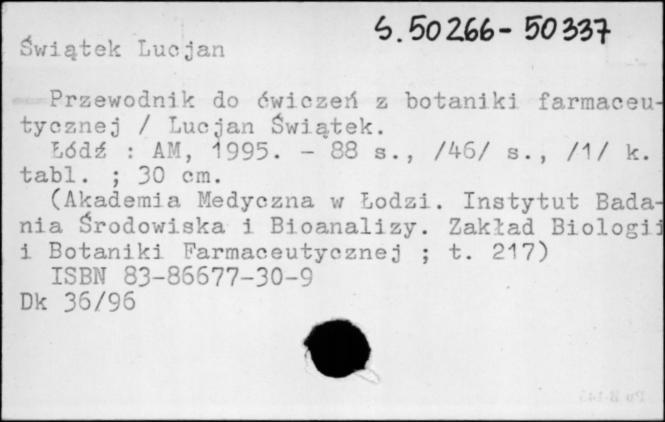 S. 50266-50337
Świątek Lucjan
Przewodnik do ćwiczeń z botaniki farmaceu-
tycznej / Lucjan Świątek.
Łódź : AM, 1995. - 88 s., /46/ s., /1/ k.
tabl. ; 30 cm.
(Akademia Medyczna w Łodzi. Instytut Bada-
nia Środowiska i Bioanalizy. Zakład Biologii
i Botaniki Farmaceutycznej ; t. 217)
ISBN 83-86677-30-9
Dk 36/96